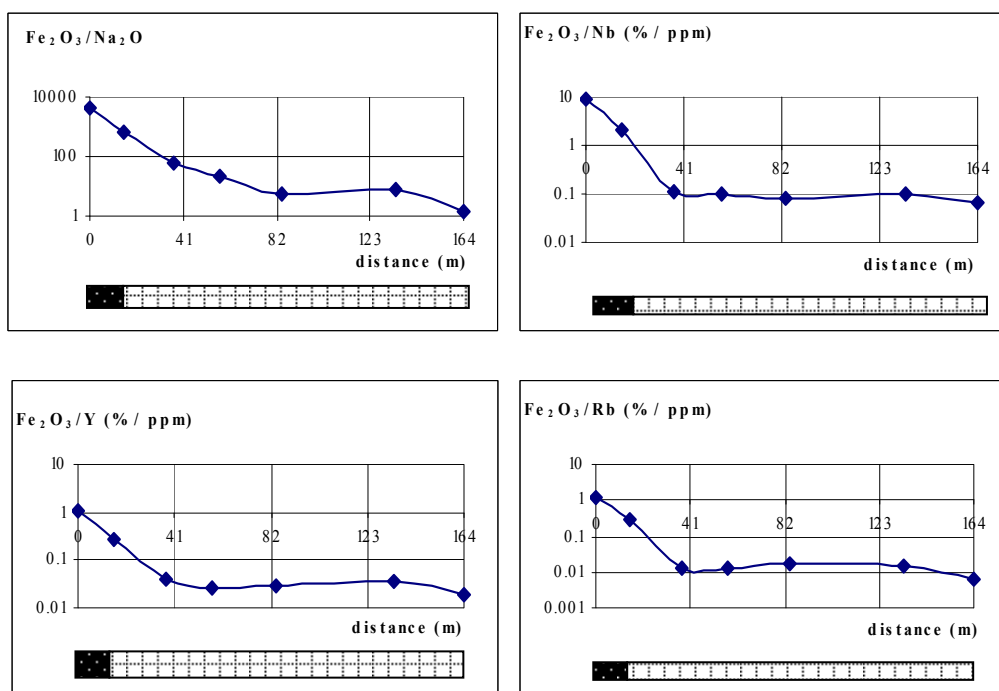 Fe₂O₃/Na₂O
10000
100
1
0 41 82 123 164
distance (m)
Fe₂O₃/Nb (% / ppm)
10
1
0 41 82 123 164
0.1
0.01
distance (m)
Fe₂O₃/Y (% / ppm)
10
1
0 41 82 123 164
0.1
0.01
distance (m)
Fe₂O₃/Rb (% / ppm)
10
1
0 41 82 123 164
0.1
0.01
0.001
distance (m)